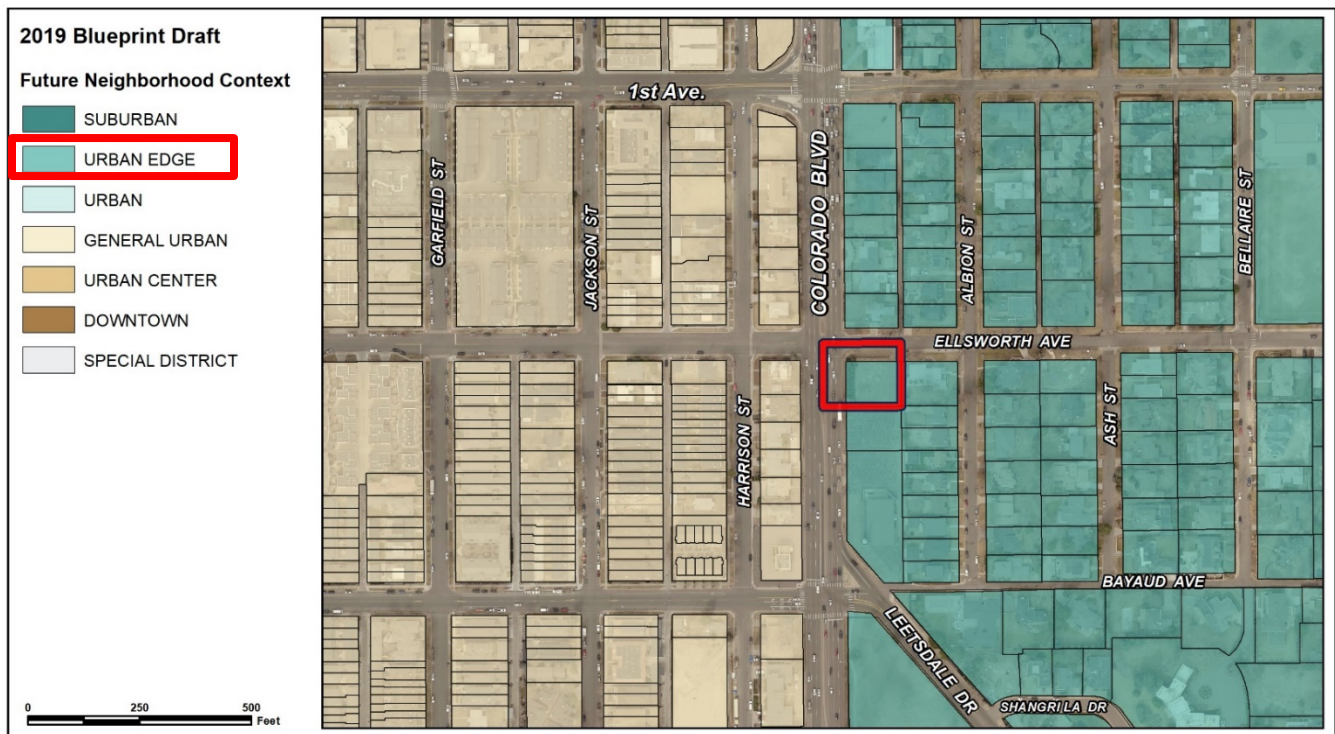 2019 Blueprint Draft
Future Neighborhood Context
SUBURBAN
URBAN EDGE
URBAN
GENERAL URBAN
URBAN CENTER
DOWNTOWN
SPECIAL DISTRICT
0 250 500
Feet
1st Ave.
GARFIELD ST
JACKSON ST
HARRISON ST
COLORADO BLVD
ALBION ST
BELLAIRE ST
ELLSWORTH AVE
ASH ST
BAYAUD AVE
LEETSDALE DR
SHANGRI LA DR